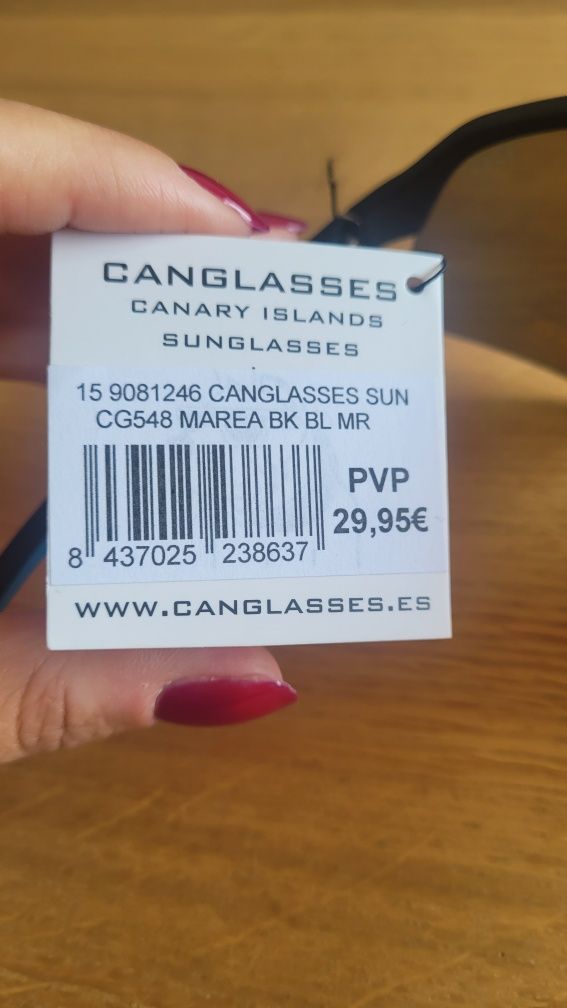 CANGLASSES
CANARY ISLANDS
SUNGLASSES
15 9081246 CANGLASSES SUN
CG548 MAREA BK BL MR
PVP
29,95€
8 437025 238637
WWW.CANGLASSES.ES